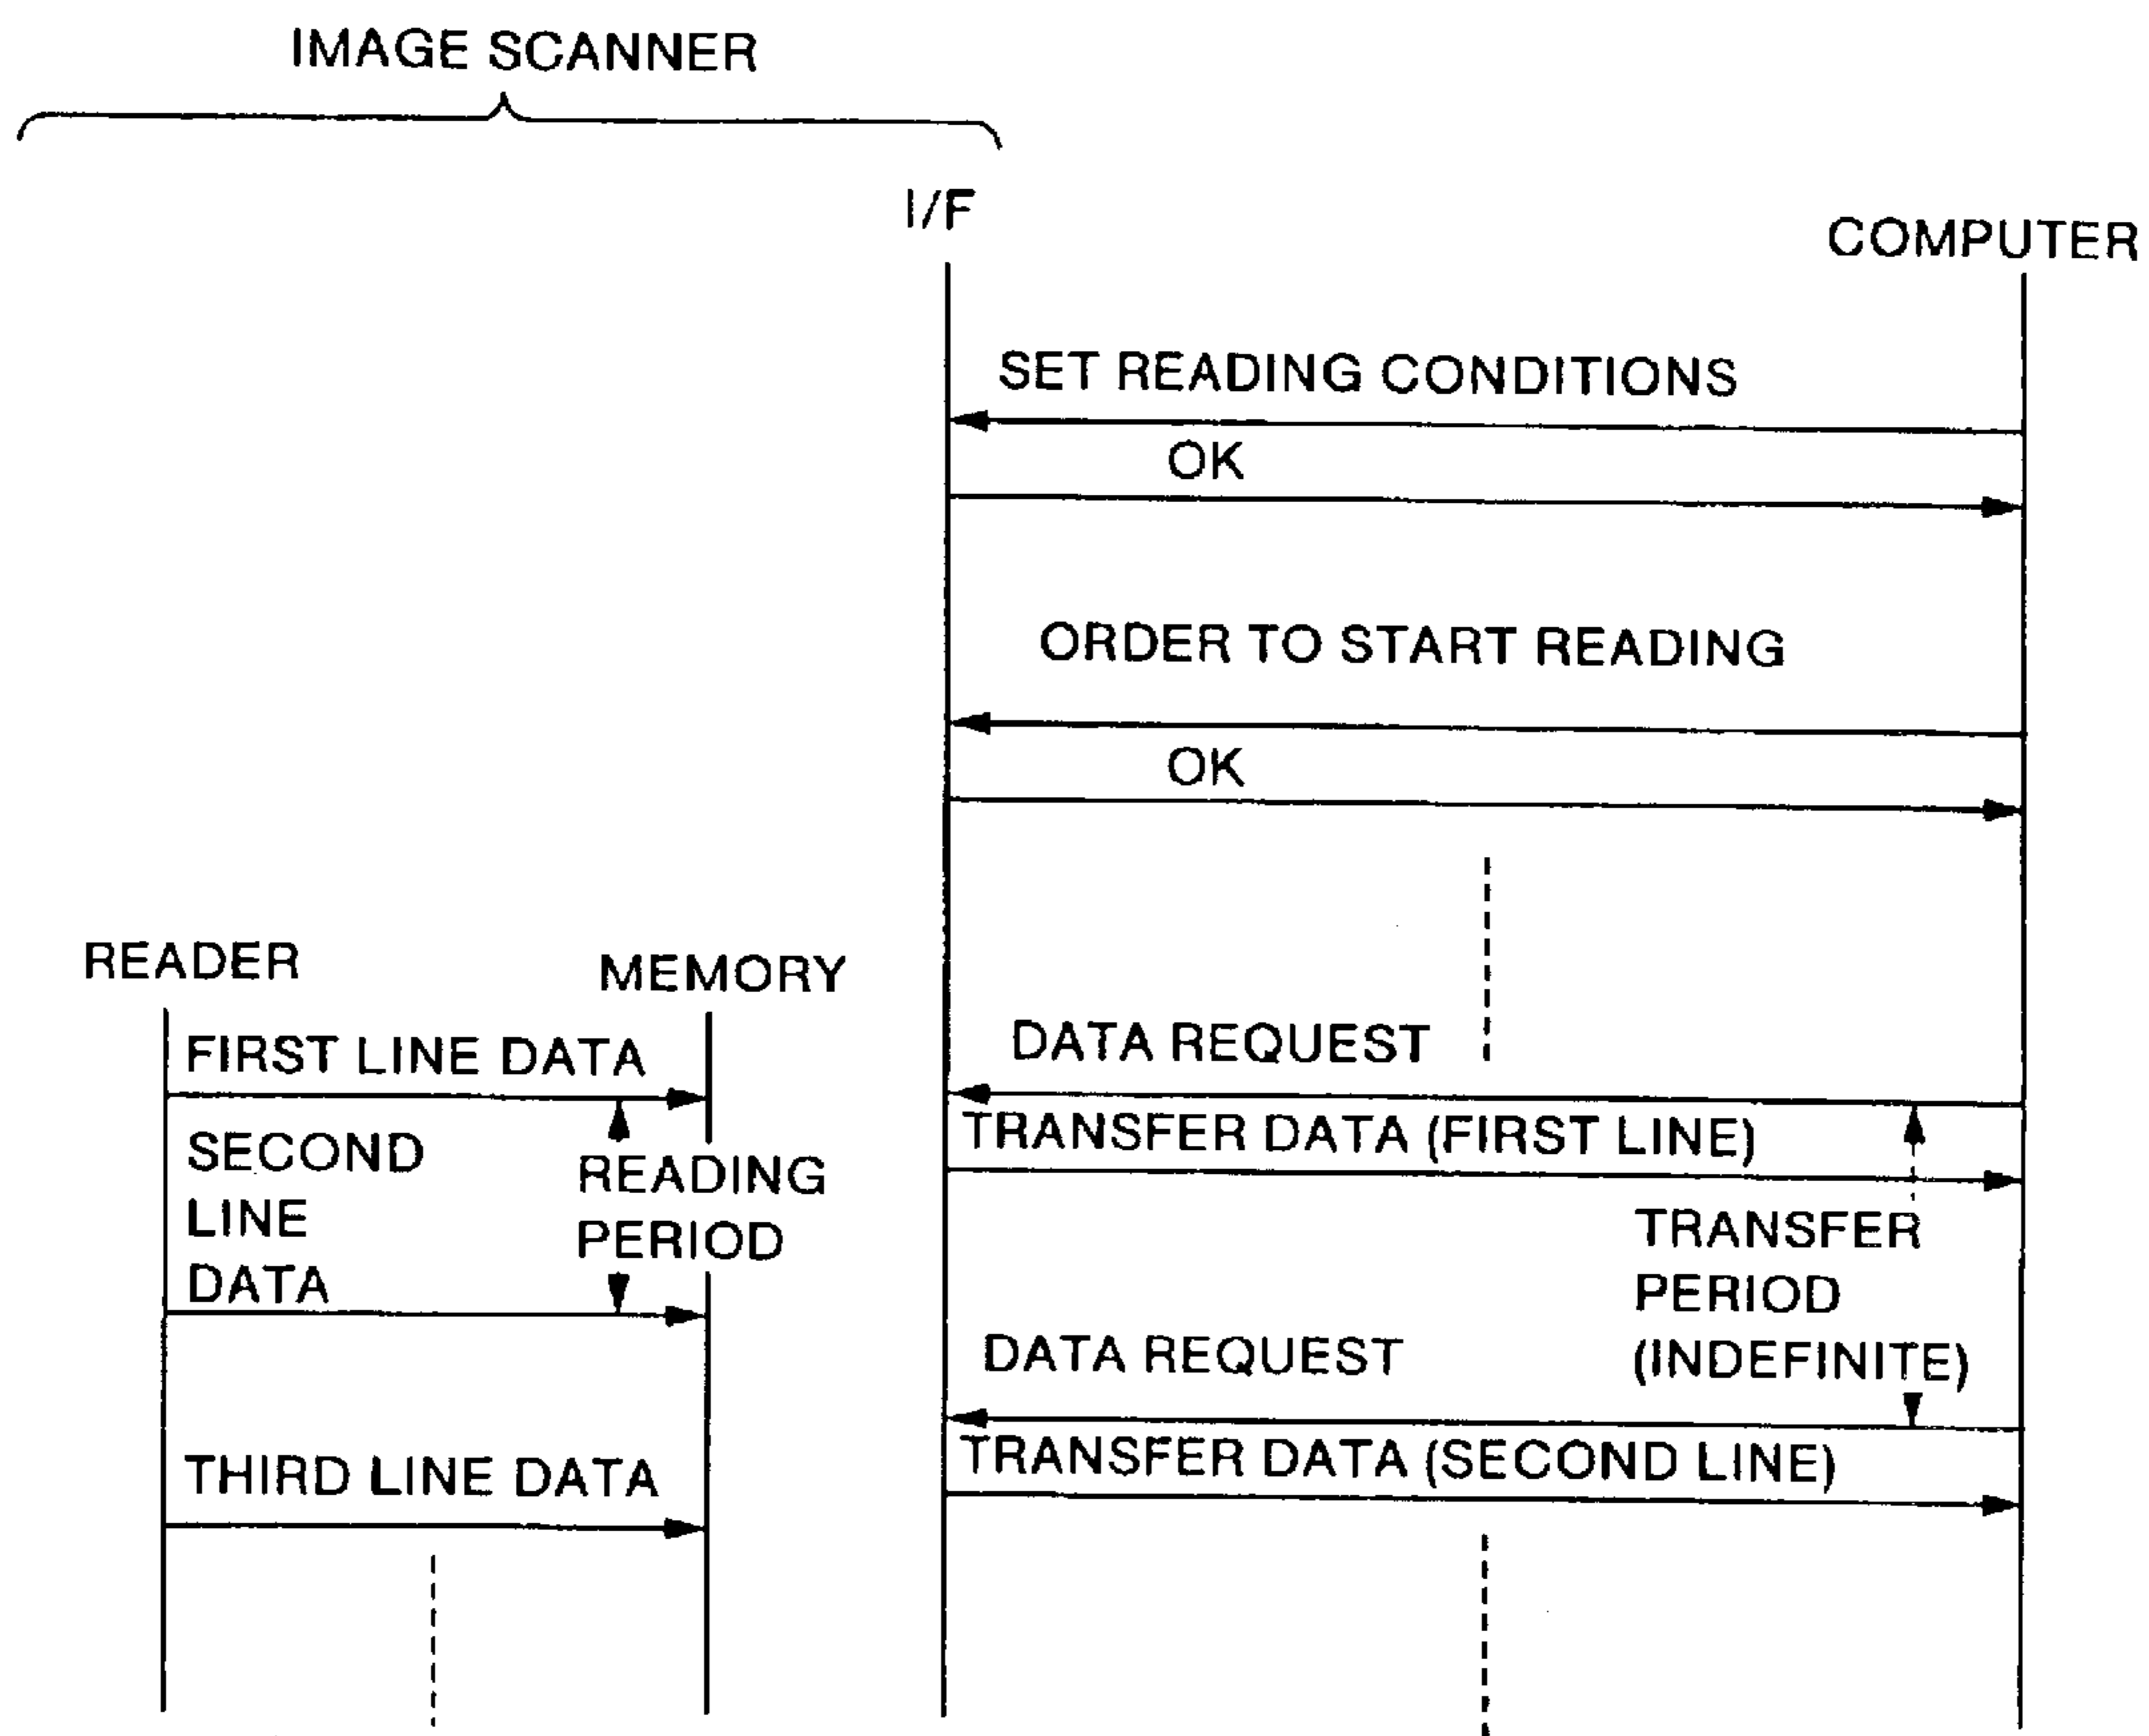 IMAGE SCANNER
I/F
COMPUTER
SET READING CONDITIONS
OK
ORDER TO START READING
OK
READER
MEMORY
DATA REQUEST
FIRST LINE DATA
TRANSFER DATA (FIRST LINE)
SECOND
LINE
DATA
READING
PERIOD
TRANSFER
PERIOD
(INDEFINITE)
DATA REQUEST
TRANSFER DATA (SECOND LINE)
THIRD LINE DATA